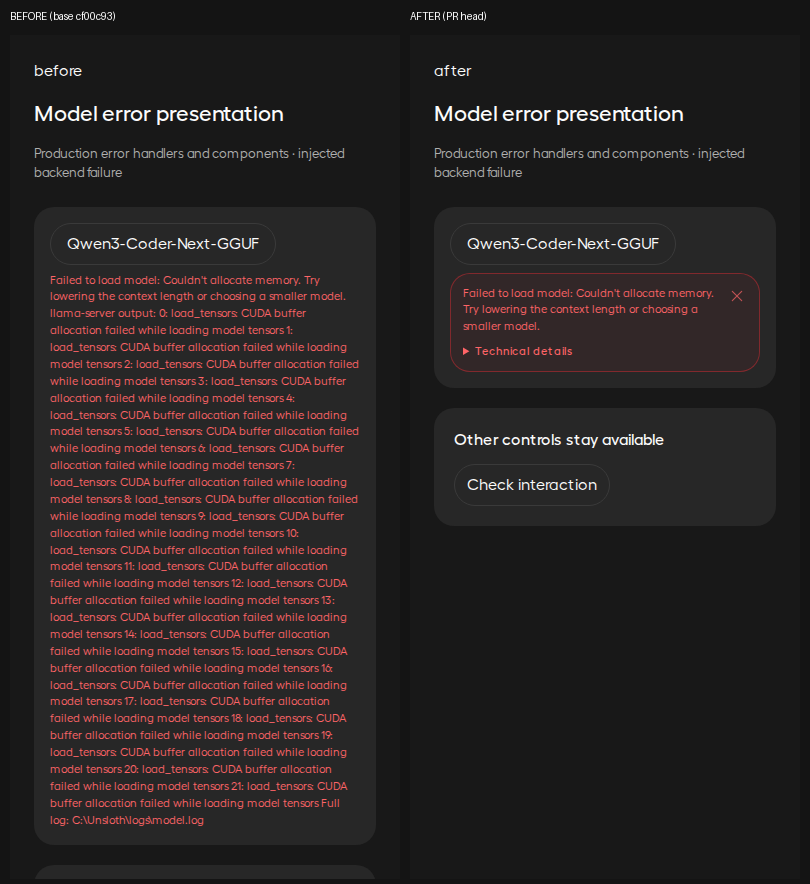 BEFORE (base cf00c93)
before
Model error presentation
Production error handlers and components · injected
backend failure
Qwen3-Coder-Next-GGUF
Failed to load model: Couldn't allocate memory. Try
lowering the context length or choosing a smaller model.
llama-server output: 0: load_tensors: CUDA buffer
allocation failed while loading model tensors 1:
load_tensors: CUDA buffer allocation failed while loading
model tensors 2: load_tensors: CUDA buffer allocation failed
while loading model tensors 3: load_tensors: CUDA buffer
allocation failed while loading model tensors 4:
load_tensors: CUDA buffer allocation failed while loading
model tensors 5: load_tensors: CUDA buffer allocation failed
while loading model tensors 6: load_tensors: CUDA buffer
allocation failed while loading model tensors 7:
load_tensors: CUDA buffer allocation failed while loading
model tensors 8: load_tensors: CUDA buffer allocation failed
while loading model tensors 9: load_tensors: CUDA buffer
allocation failed while loading model tensors 10:
load_tensors: CUDA buffer allocation failed while loading
model tensors 11: load_tensors: CUDA buffer allocation
failed while loading model tensors 12: load_tensors: CUDA
buffer allocation failed while loading model tensors 13:
load_tensors: CUDA buffer allocation failed while loading
model tensors 14: load_tensors: CUDA buffer allocation
failed while loading model tensors 15: load_tensors: CUDA
buffer allocation failed while loading model tensors 16:
load_tensors: CUDA buffer allocation failed while loading
model tensors 17: load_tensors: CUDA buffer allocation
failed while loading model tensors 18: load_tensors: CUDA
buffer allocation failed while loading model tensors 19:
load_tensors: CUDA buffer allocation failed while loading
model tensors 20: load_tensors: CUDA buffer allocation
failed while loading model tensors 21: load_tensors: CUDA
buffer allocation failed while loading model tensors Full
log: C:\Unsloth\logs\model.log
AFTER (PR head)
after
Model error presentation
Production error handlers and components · injected
backend failure
Qwen3-Coder-Next-GGUF
Failed to load model: Couldn't allocate memory.
Try lowering the context length or choosing a
smaller model.
Technical details
Other controls stay available
Check interaction